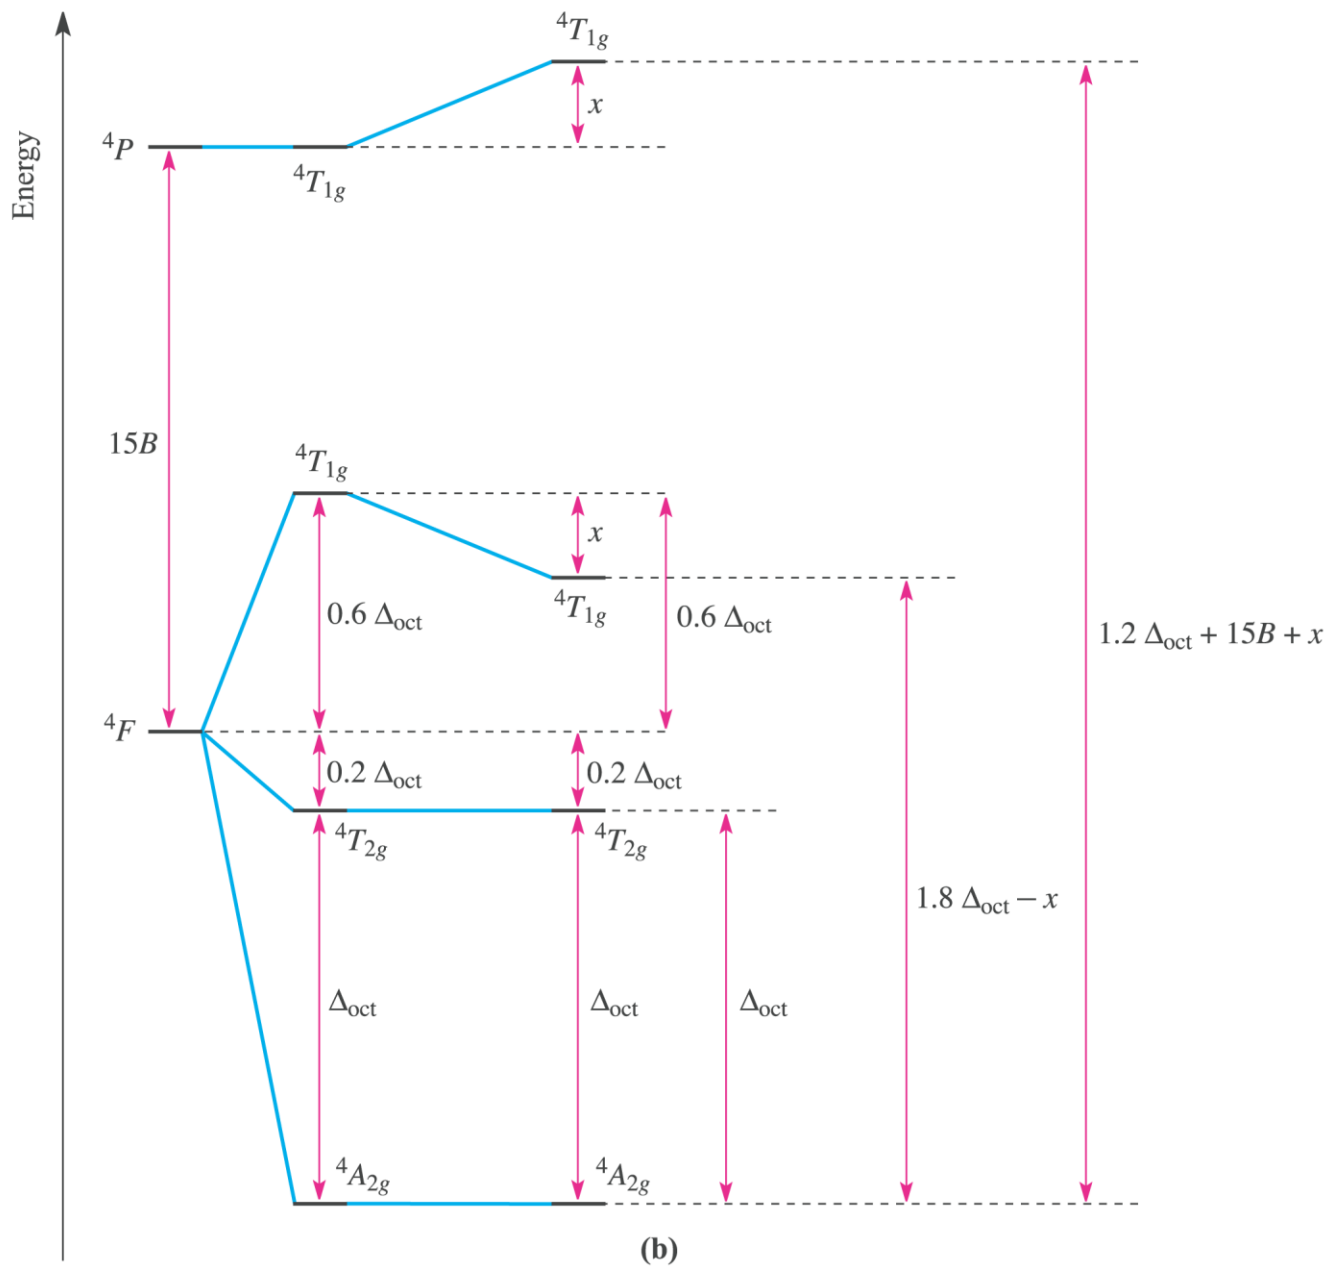 ⁴T₁g
x
⁴P
⁴T₁g
Energy
15B
⁴T₁g
x
⁴T₁g
0.6 Δoct
0.6 Δoct
1.2 Δoct + 15B + x
⁴F
0.2 Δoct
0.2 Δoct
⁴T₂g
⁴T₂g
1.8 Δoct – x
Δoct
Δoct
Δoct
⁴A₂g
⁴A₂g
(b)